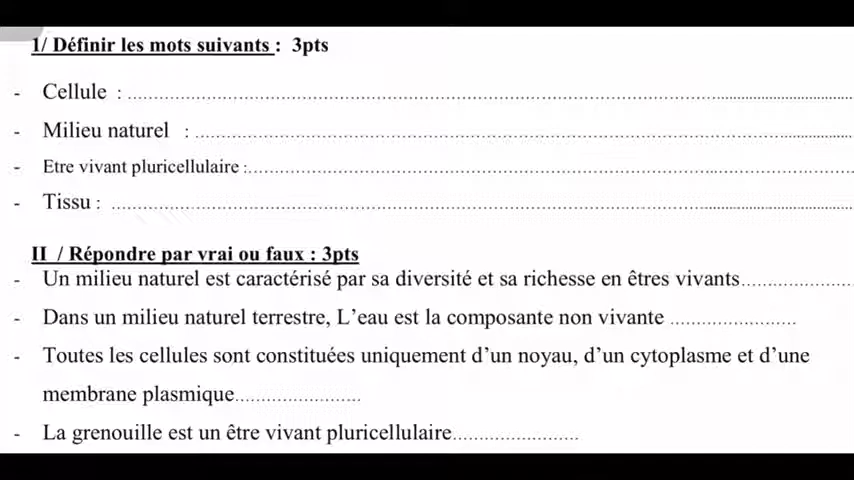 1/ Définir les mots suivants : 3pts
- Cellule : ................................................................
- Milieu naturel : ................................................................
- Etre vivant pluricellulaire :................................................................
- Tissu : ................................................................
II / Répondre par vrai ou faux : 3pts
- Un milieu naturel est caractérisé par sa diversité et sa richesse en êtres vivants....................
- Dans un milieu naturel terrestre, L’eau est la composante non vivante .......................
- Toutes les cellules sont constituées uniquement d’un noyau, d’un cytoplasme et d’une
membrane plasmique.......................
- La grenouille est un être vivant pluricellulaire.......................